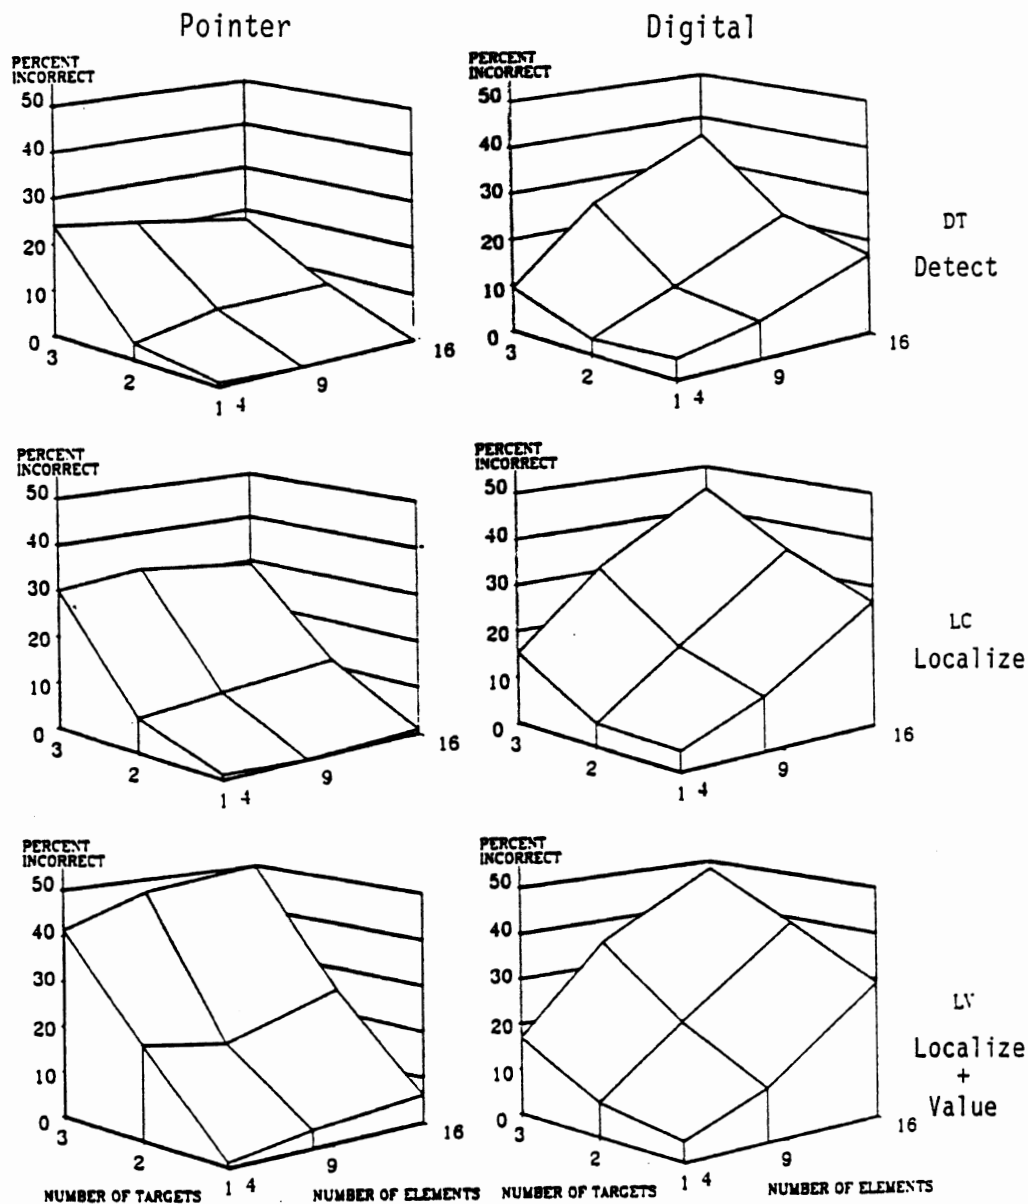 Pointer
Digital
PERCENT
INCORRECT
50
40
30
20
10
0
3
2
1 4
9
16
PERCENT
INCORRECT
50
40
30
20
10
0
3
2
1 4
9
16
DT
Detect
PERCENT
INCORRECT
50
40
30
20
10
0
3
2
1 4
9
16
PERCENT
INCORRECT
50
40
30
20
10
0
3
2
1 4
9
16
LC
Localize
PERCENT
INCORRECT
50
40
30
20
10
0
3
2
1 4
9
16
NUMBER OF TARGETS
NUMBER OF ELEMENTS
PERCENT
INCORRECT
50
40
30
20
10
0
3
2
1 4
9
16
NUMBER OF TARGETS
NUMBER OF ELEMENTS
LV
Localize
+
Value